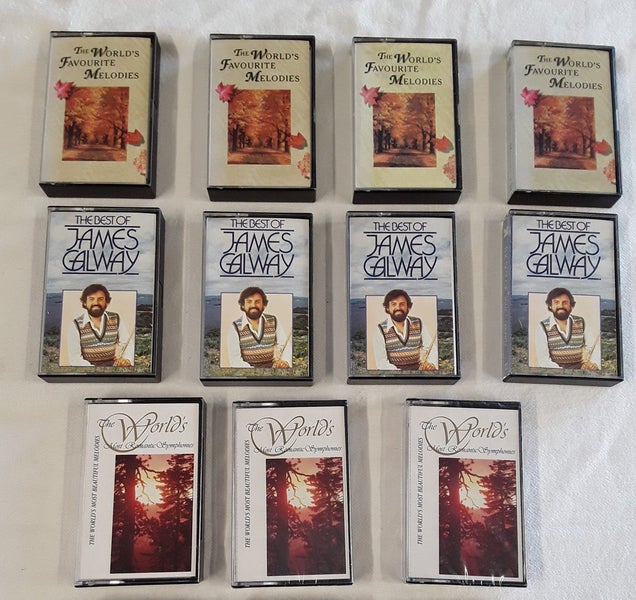 THE WORLD'S
FAVOURITE
MELODIES
THE WORLD'S
FAVOURITE
MELODIES
THE WORLD'S
FAVOURITE
MELODIES
THE WORLD'S
FAVOURITE
MELODIES
THE BEST OF
JAMES
GALWAY
THE BEST OF
JAMES
GALWAY
THE BEST OF
JAMES
GALWAY
THE BEST OF
JAMES
GALWAY
The World's
Most Romantic Symphonies
THE WORLD'S MOST BEAUTIFUL MELODIES
The World's
Most Romantic Symphonies
THE WORLD'S MOST BEAUTIFUL MELODIES
The World's
Most Romantic Symphonies
THE WORLD'S MOST BEAUTIFUL MELODIES